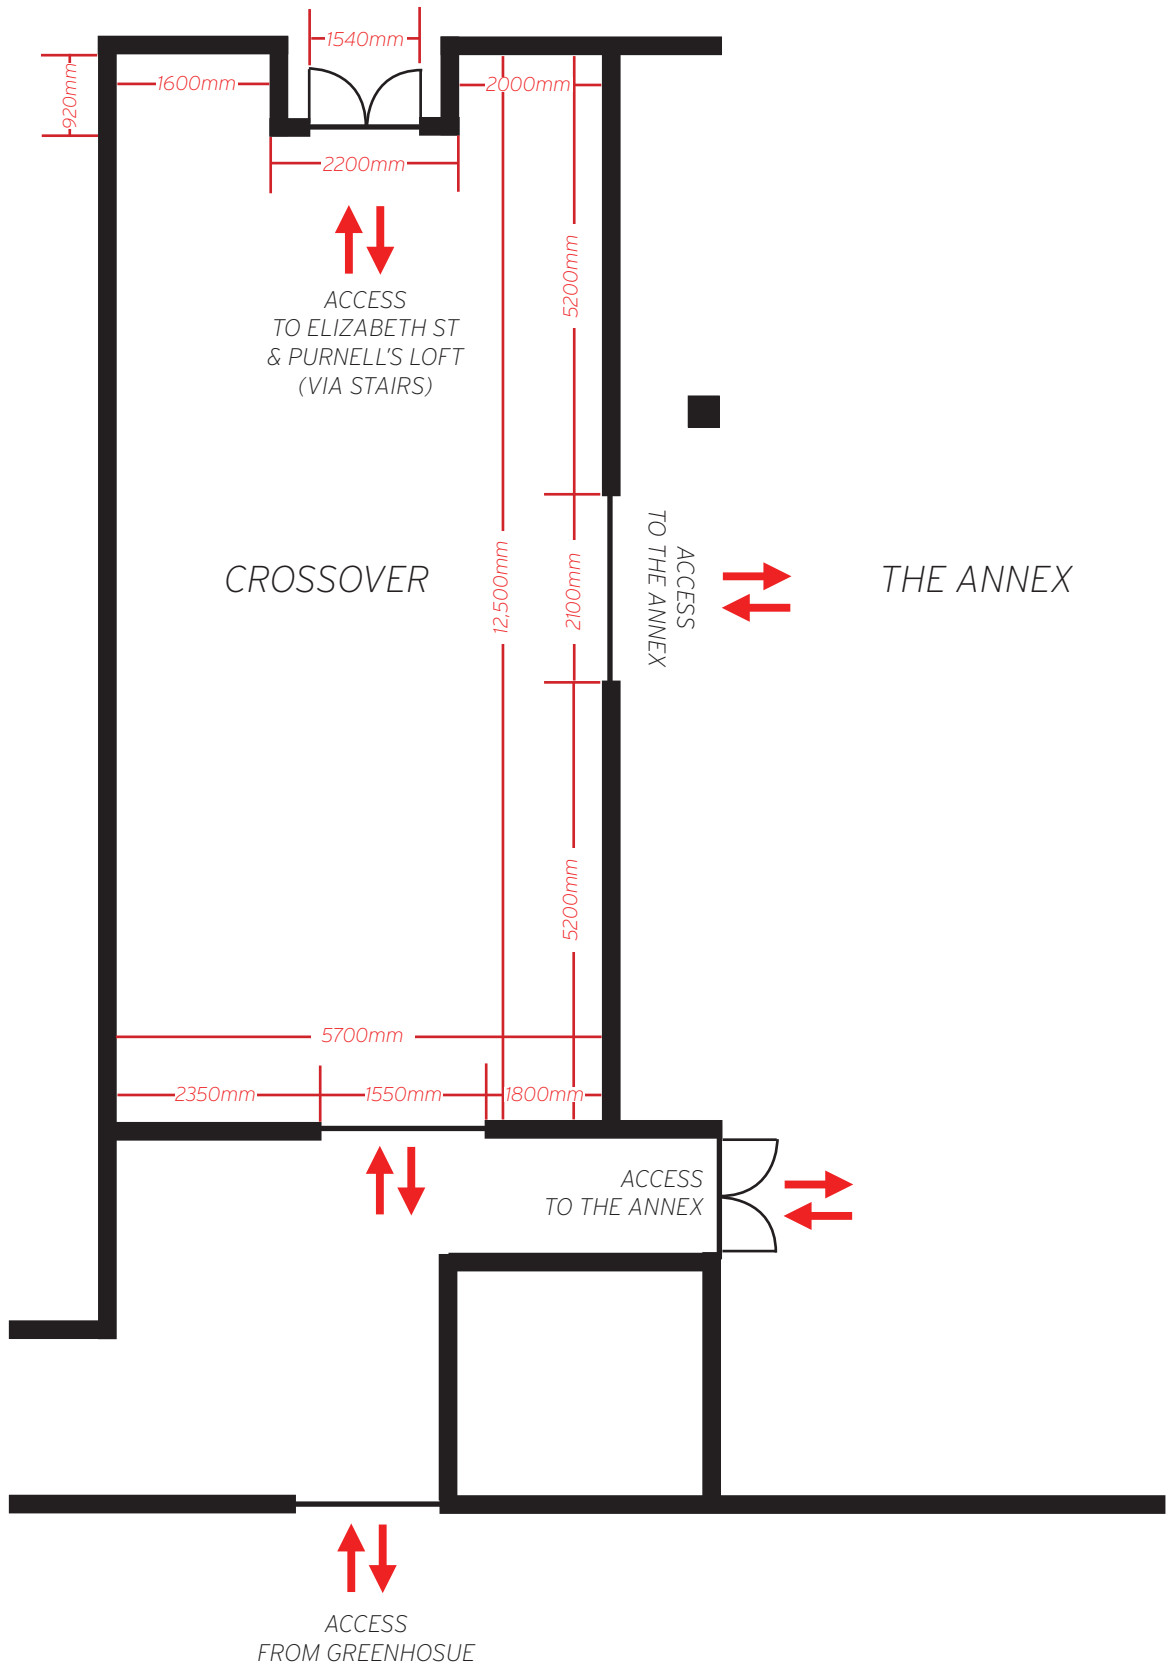 1540mm
920mm
1600mm
2000mm
2200mm
5200mm
ACCESS
TO ELIZABETH ST
& PURNELL'S LOFT
(VIA STAIRS)
CROSSOVER
12,500mm
2100mm
ACCESS
TO THE ANNEX
THE ANNEX
5200mm
5700mm
2350mm
1550mm
1800mm
ACCESS
TO THE ANNEX
ACCESS
FROM GREENHOSUE